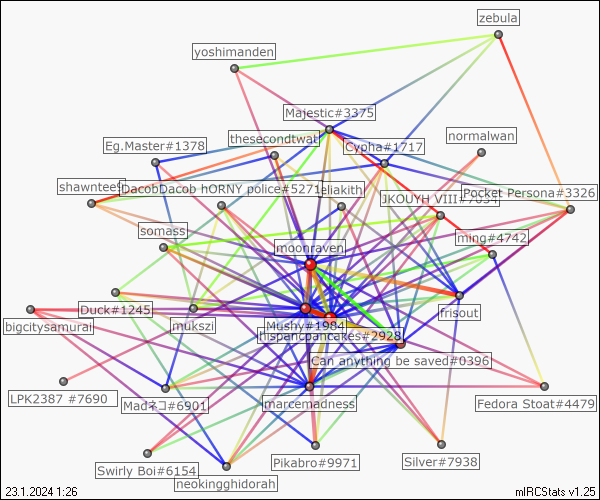 zebula
yoshimanden
Majestic#3375
thesecondtwat
normalwan
Eg.Master#1378
Cypha#1717
shawntee
DacobDacob hORNY police#5271
eliakith
JKOUYH VIII#7034
Pocket Persona#3326
somass
moonraven
ming#4742
Duck#1245
mukszi
Mushy#1984
frisout
bigcitysamurai
hispancpancakes#2928
Can anything be saved#0396
LPK2387 #7690
Madネコ#6901
marcemadness
Fedora Stoat#4479
Swirly Boi#6154
Pikabro#9971
Silver#7938
neokingghidorah
23.1.2024 1:26
mIRCStats v1.25